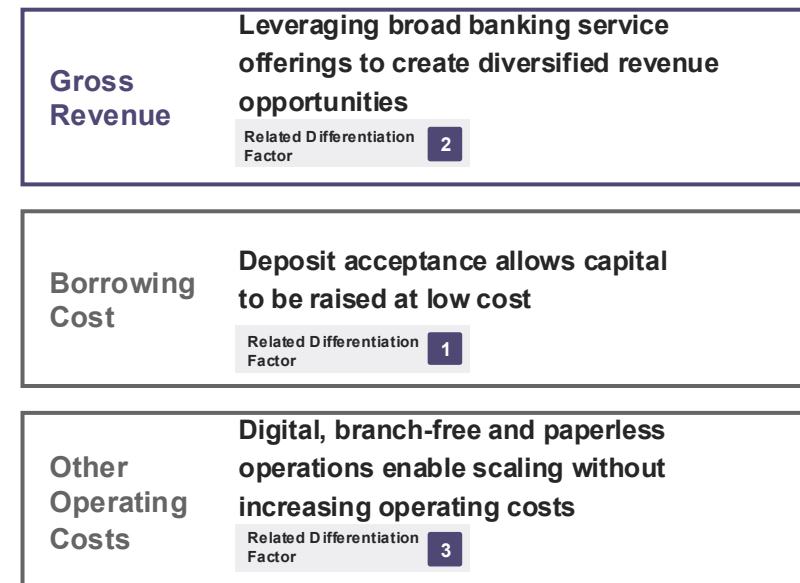 Gross
Revenue
Leveraging broad banking service
offerings to create diversified revenue
opportunities
Related Differentiation
Factor
2
Borrowing
Cost
Deposit acceptance allows capital
to be raised at low cost
Related Differentiation
Factor
1
Other
Operating
Costs
Digital, branch-free and paperless
operations enable scaling without
increasing operating costs
Related Differentiation
Factor
3